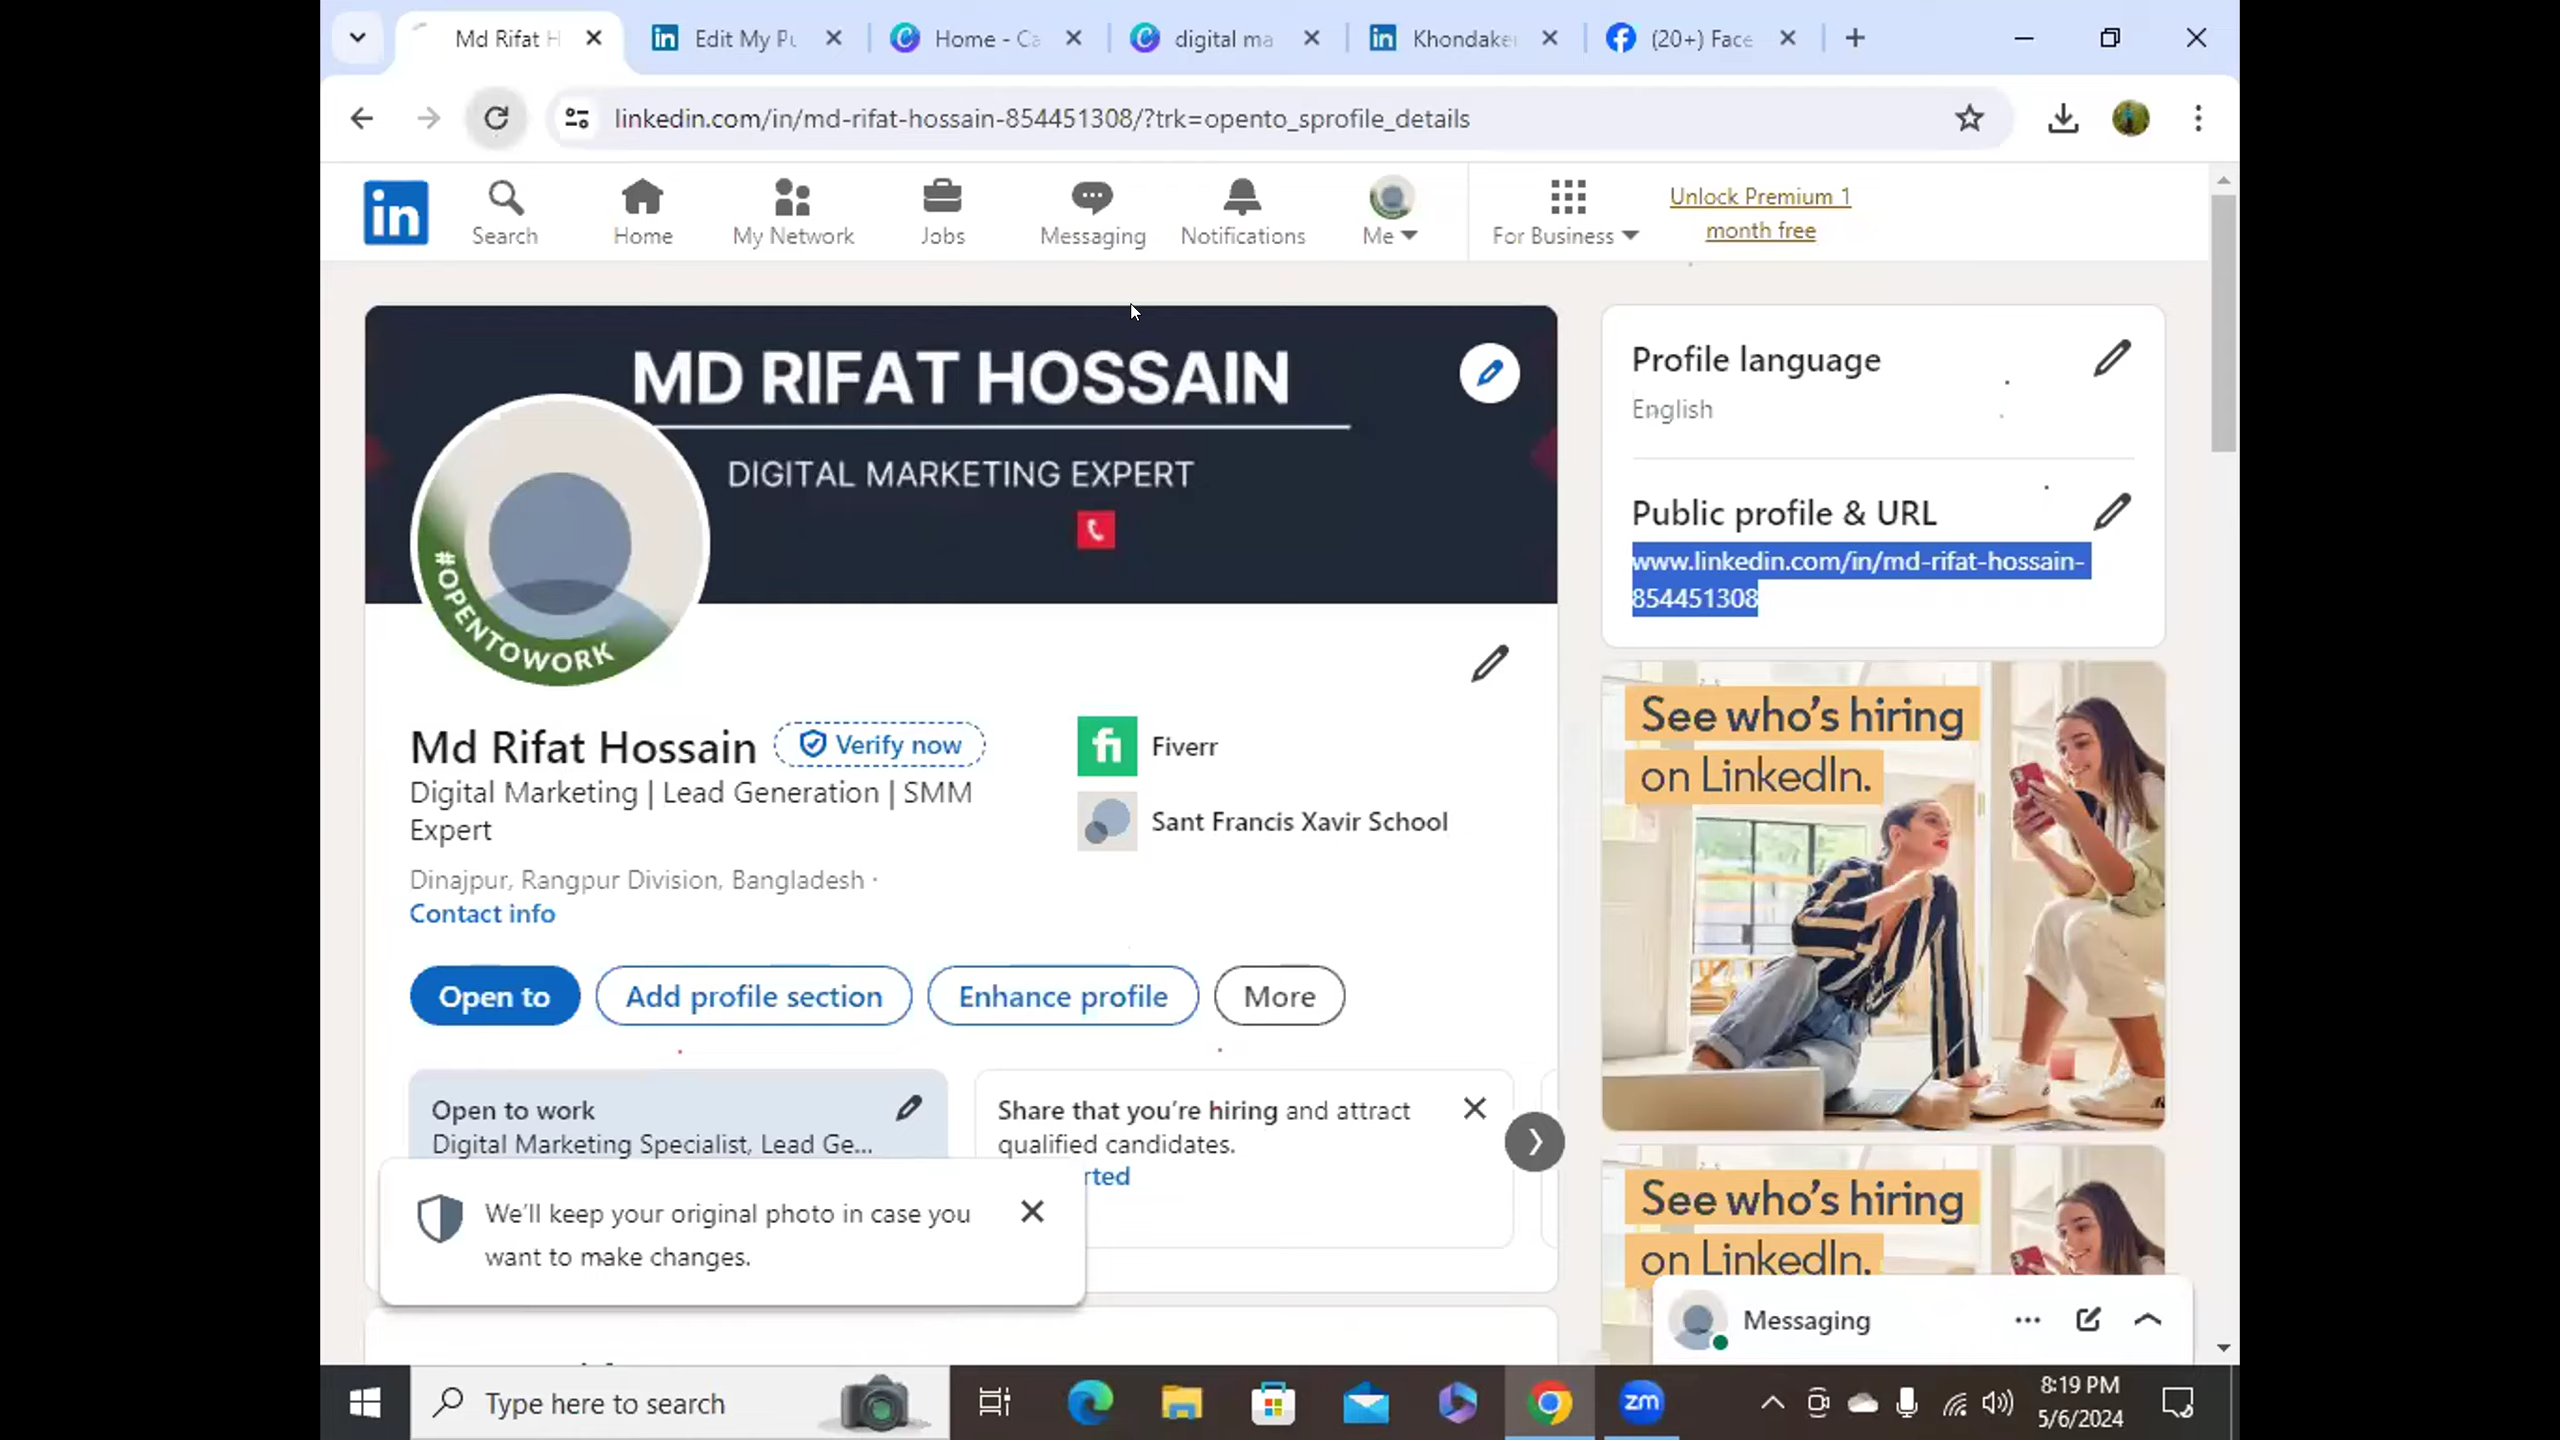 Md Rifat H
Edit My Pu
Home - Ca
digital ma
Khondake
(20+) Face
linkedin.com/in/md-rifat-hossain-854451308/?trk=opento_sprofile_details
in
Search
Home
My Network
Jobs
Messaging
Notifications
Me
For Business
Unlock Premium 1
month free
MD RIFAT HOSSAIN
DIGITAL MARKETING EXPERT
#OPENTOWORK
Md Rifat Hossain
Verify now
Digital Marketing | Lead Generation | SMM
Expert
Dinajpur, Rangpur Division, Bangladesh ·
Contact info
fi
Fiverr
Sant Francis Xavir School
Open to
Add profile section
Enhance profile
More
Open to work
Digital Marketing Specialist, Lead Ge...
Share that you're hiring and attract
qualified candidates.
rted
We'll keep your original photo in case you
want to make changes.
Profile language
English
Public profile & URL
www.linkedin.com/in/md-rifat-hossain-
854451308
See who's hiring
on LinkedIn.
See who's hiring
on LinkedIn.
Messaging
Type here to search
zm
8:19 PM
5/6/2024